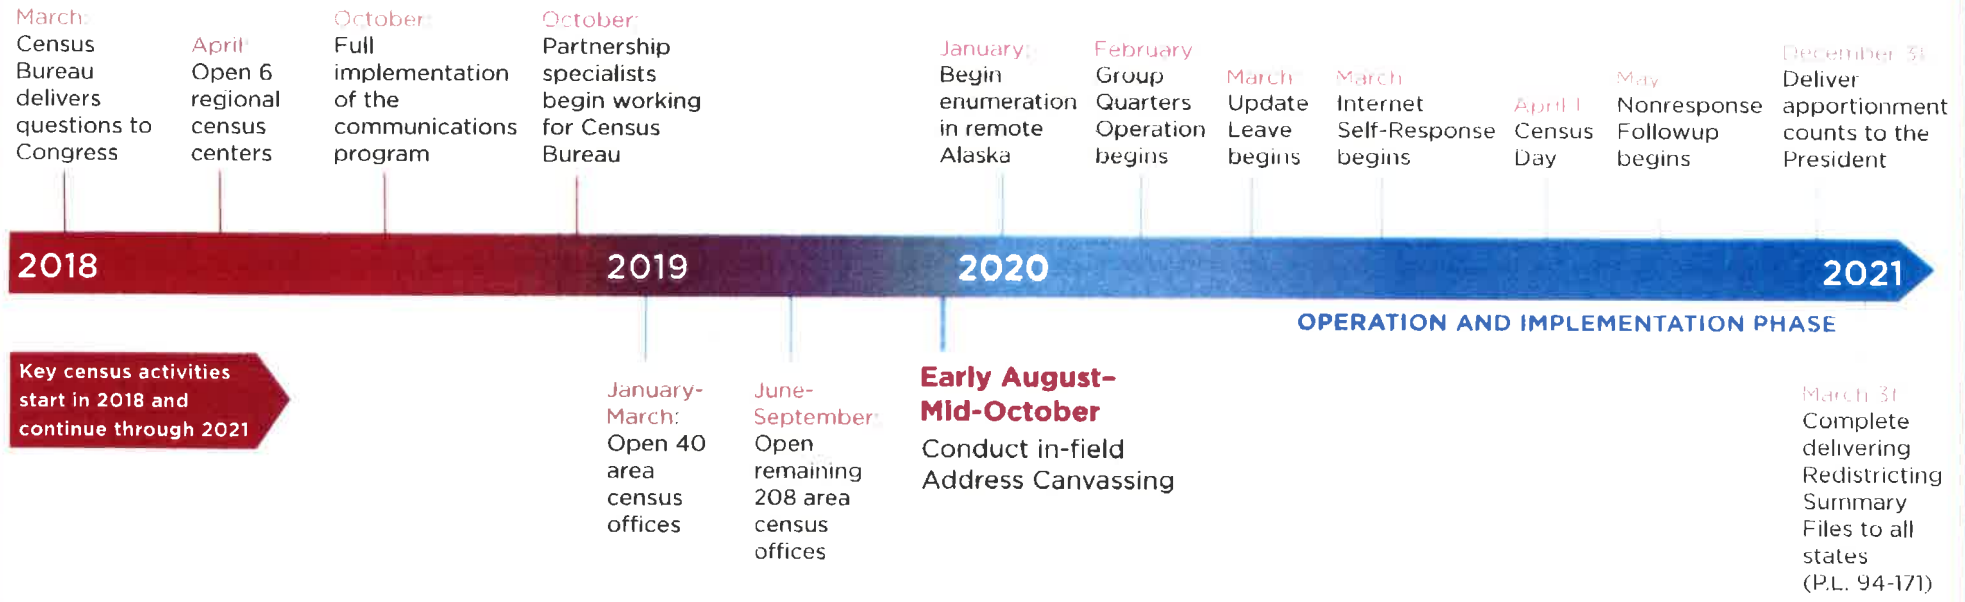 March:
Census
Bureau
delivers
questions to
Congress
April:
Open 6
regional
census
centers
October:
Full
implementation
of the
communications
program
October:
Partnership
specialists
begin working
for Census
Bureau
January:
Begin
enumeration
in remote
Alaska
February
Group
Quarters
Operation
begins
March
Update
Leave
begins
March
Internet
Self-Response
begins
April 1
Census
Day
May
Nonresponse
Followup
begins
December 31
Deliver
apportionment
counts to the
President
2018
2019
2020
2021
OPERATION AND IMPLEMENTATION PHASE
Key census activities
start in 2018 and
continue through 2021
January-
March:
Open 40
area
census
offices
June-
September:
Open
remaining
208 area
census
offices
Early August–
Mid-October
Conduct in-field
Address Canvassing
March 31
Complete
delivering
Redistricting
Summary
Files to all
states
(P.L. 94-171)